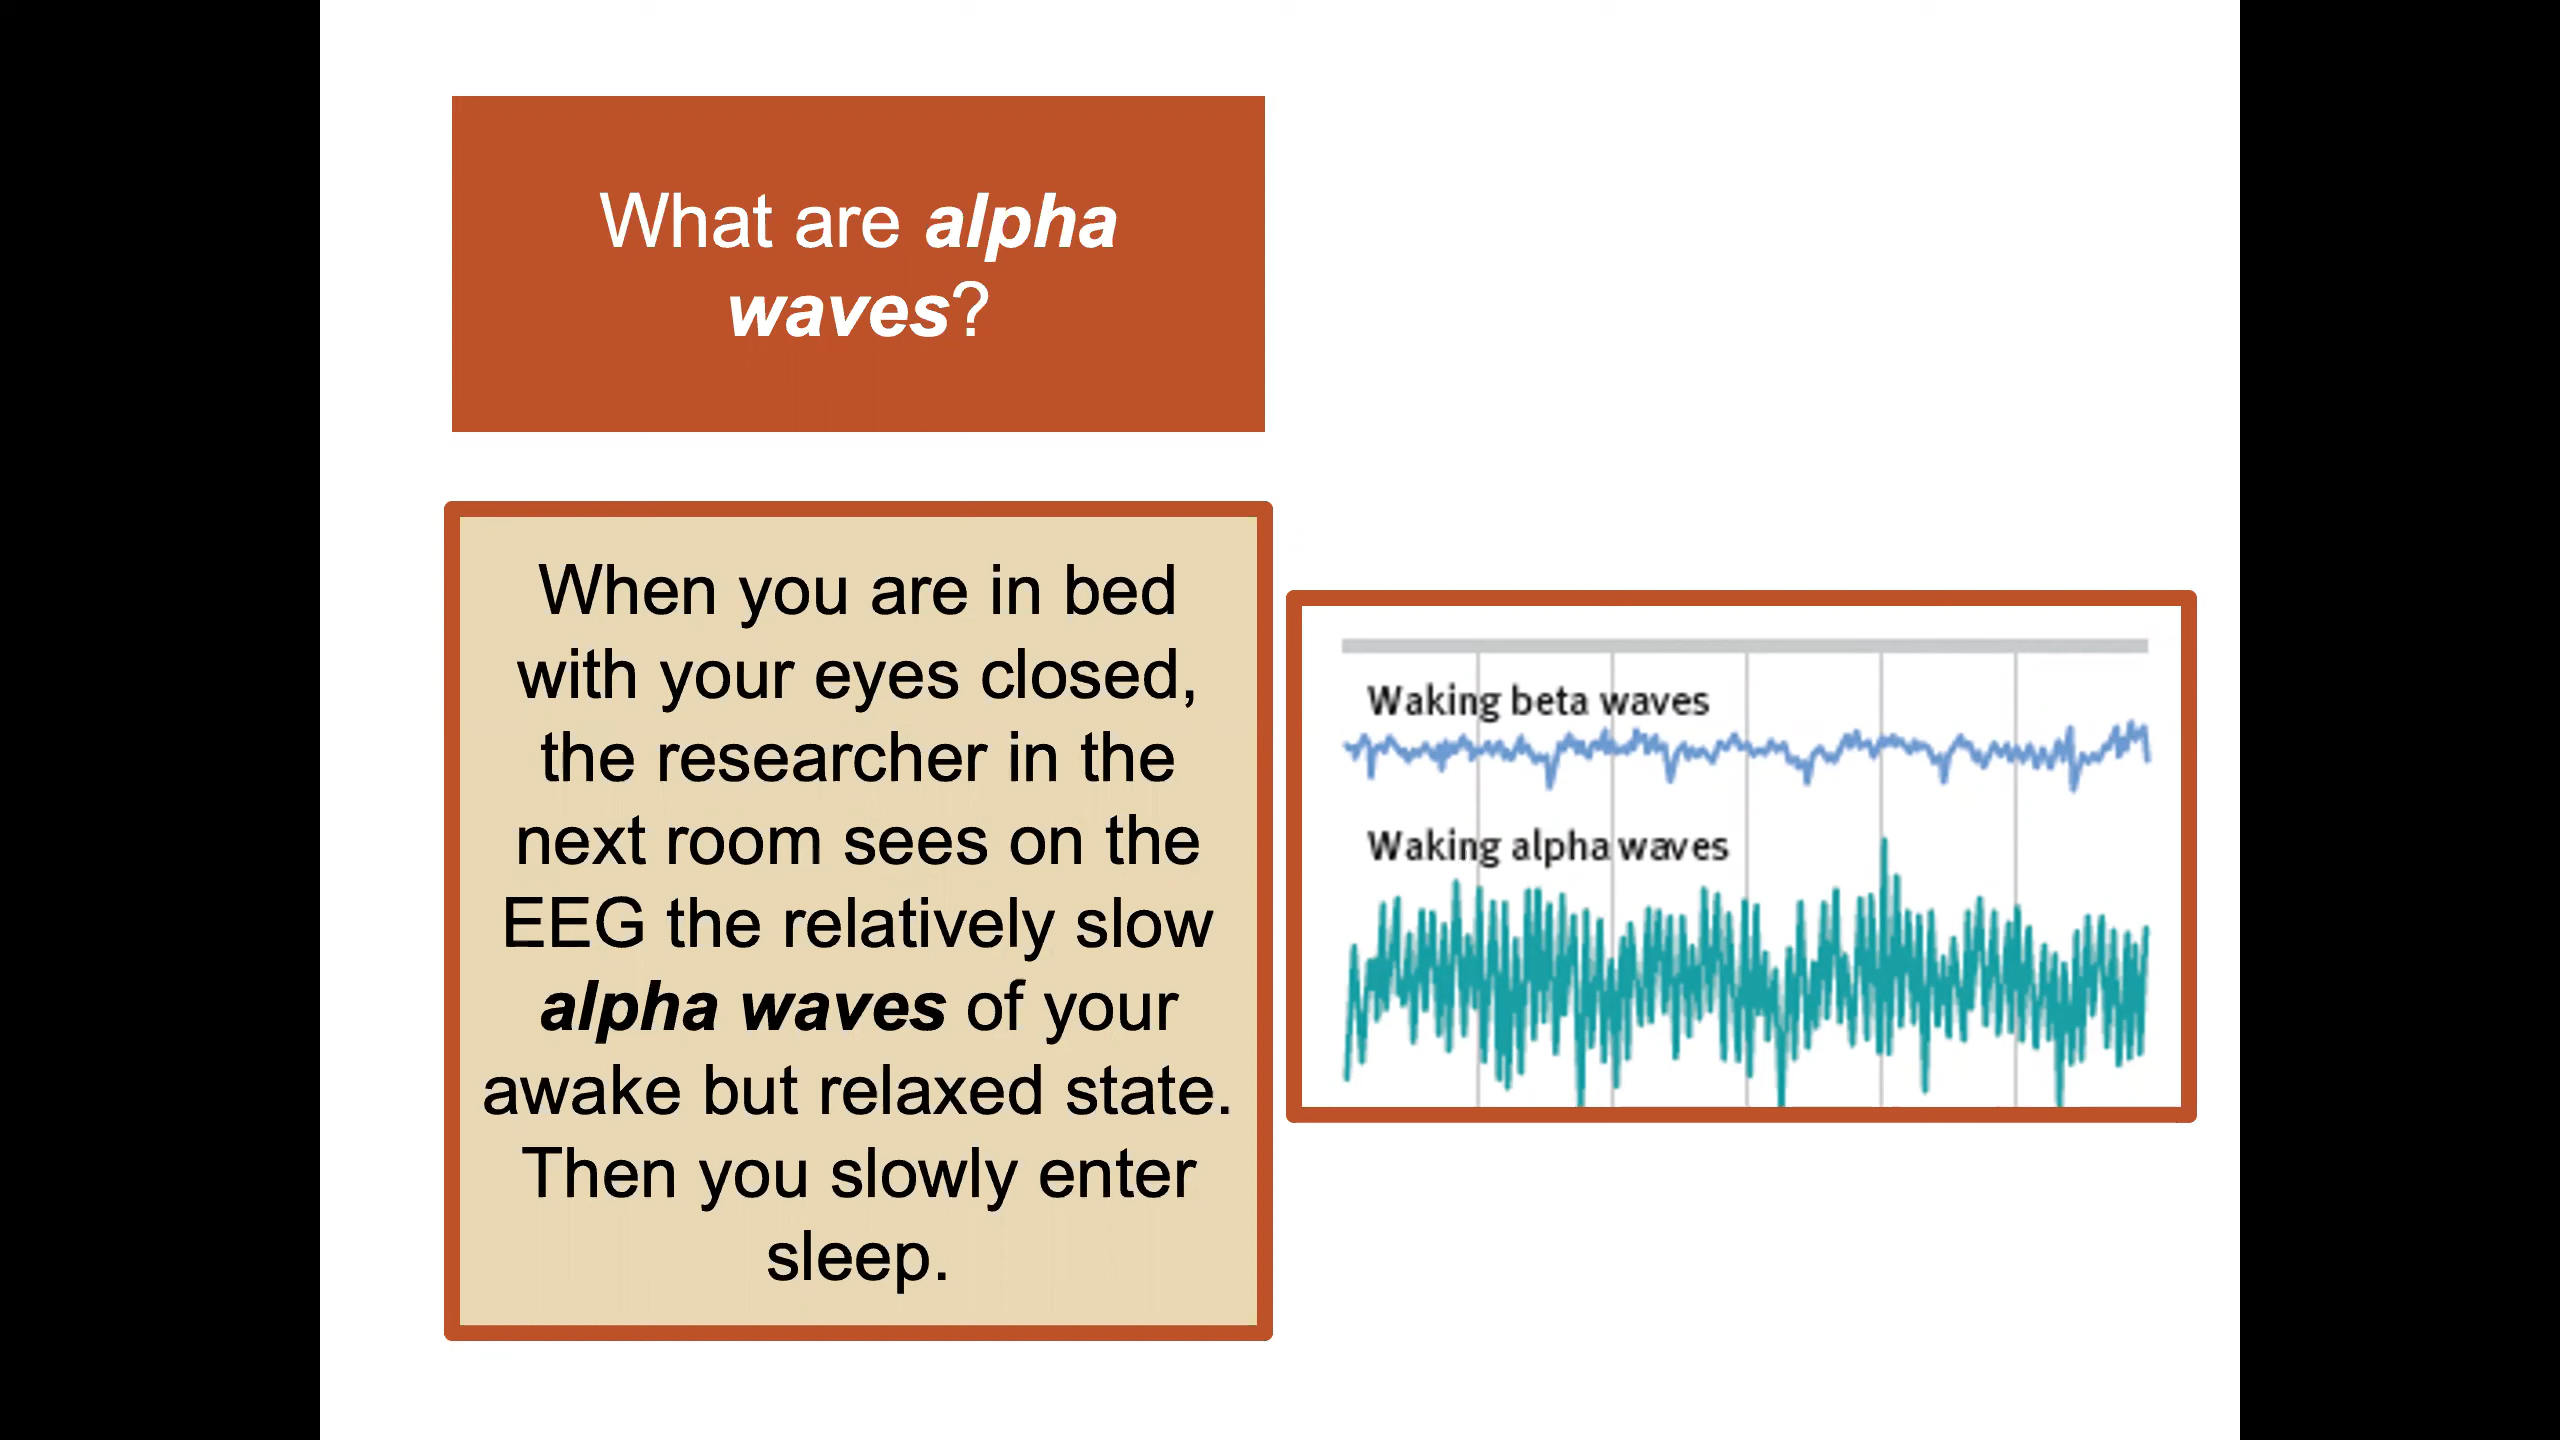 What are alpha
waves?
When you are in bed
with your eyes closed,
the researcher in the
next room sees on the
EEG the relatively slow
alpha waves of your
awake but relaxed state.
Then you slowly enter
sleep.
Waking beta waves
Waking alpha waves